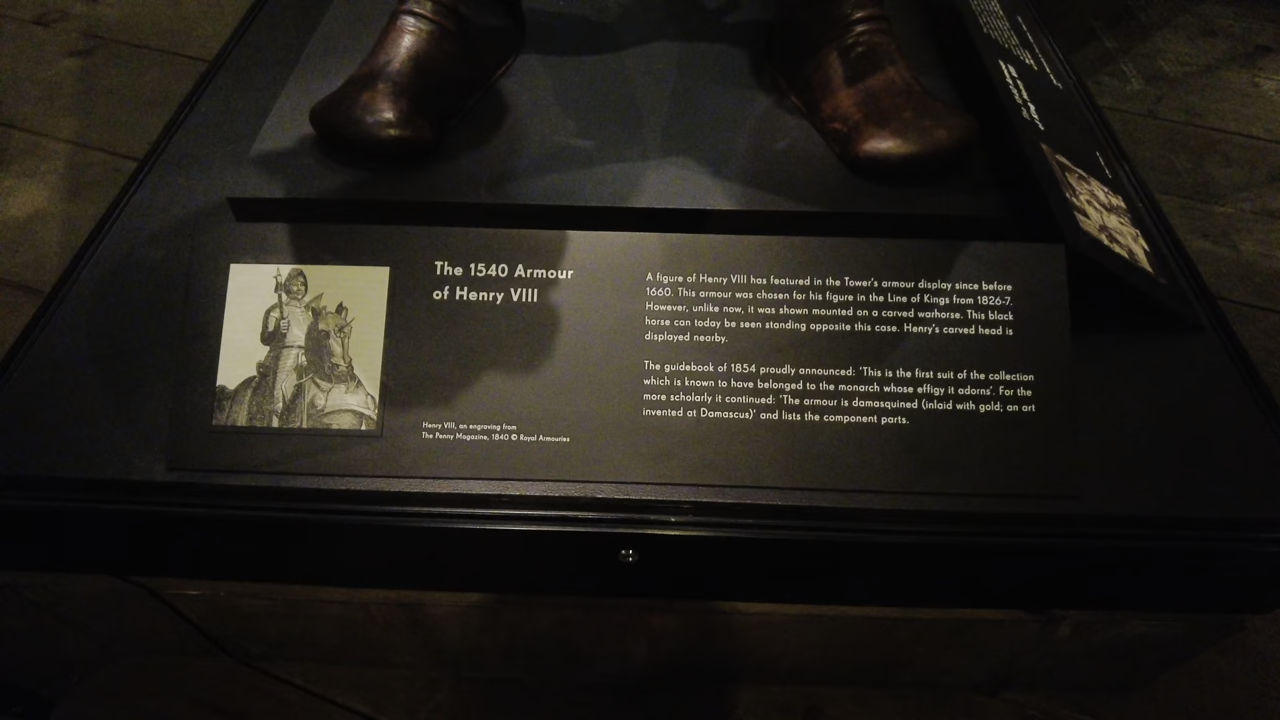 The 1540 Armour
of Henry VIII
A figure of Henry VIII has featured in the Tower's armour display since before
1660. This armour was chosen for his figure in the Line of Kings from 1826-7.
However, unlike now, it was shown mounted on a carved warhorse. This black
horse can today be seen standing opposite this case. Henry's carved head is
displayed nearby.
The guidebook of 1854 proudly announced: 'This is the first suit of the collection
which is known to have belonged to the monarch whose effigy it adorns'. For the
more scholarly it continued: 'The armour is damasquined (inlaid with gold; an art
invented at Damascus)' and lists the component parts.
Henry VIII, an engraving from
The Penny Magazine, 1840 © Royal Armouries